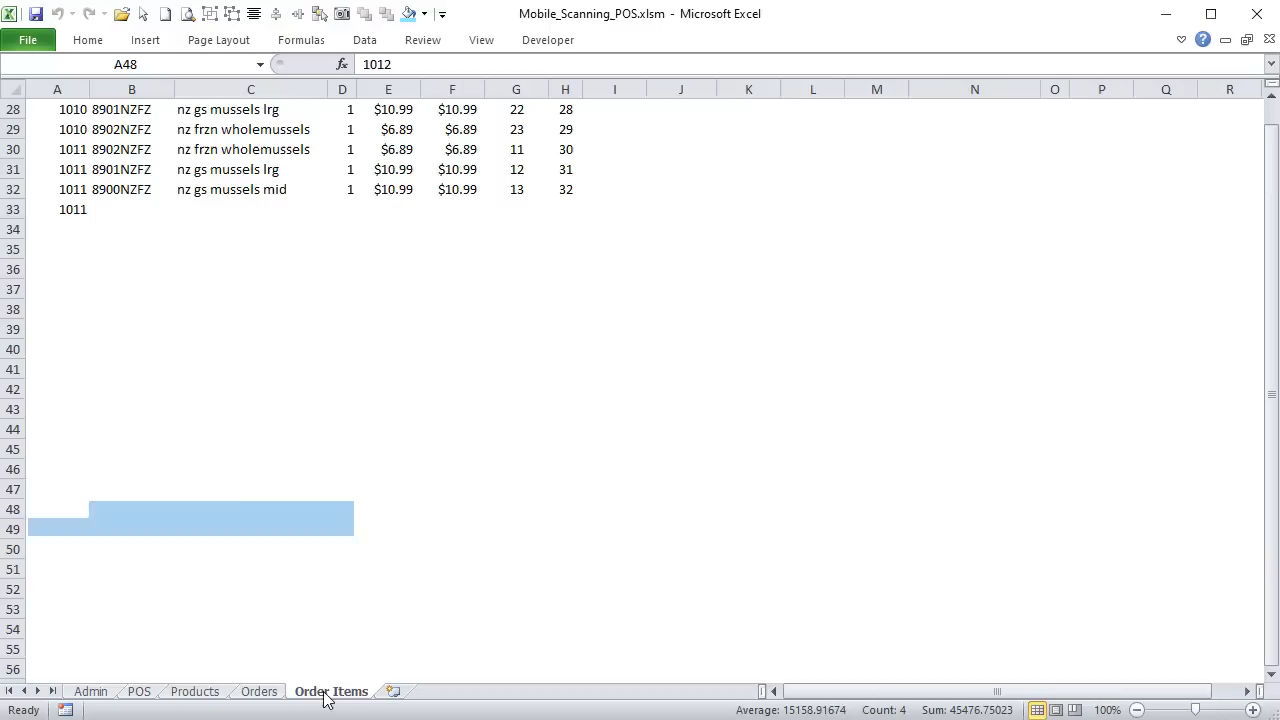 Mobile_Scanning_POS.xlsm - Microsoft Excel
File Home Insert Page Layout Formulas Data Review View Developer
A48 fx 1012
A B C D E F G H I J K L M N O P Q R
28 1010 8901NZFZ nz gs mussels lrg 1 $10.99 $10.99 22 28
29 1010 8902NZFZ nz frzn wholemussels 1 $6.89 $6.89 23 29
30 1011 8902NZFZ nz frzn wholemussels 1 $6.89 $6.89 11 30
31 1011 8901NZFZ nz gs mussels lrg 1 $10.99 $10.99 12 31
32 1011 8900NZFZ nz gs mussels mid 1 $10.99 $10.99 13 32
33 1011
34
35
36
37
38
39
40
41
42
43
44
45
46
47
48
49
50
51
52
53
54
55
56
Admin POS Products Orders Order Items
Ready Average: 15158.91674 Count: 4 Sum: 45476.75023 100%